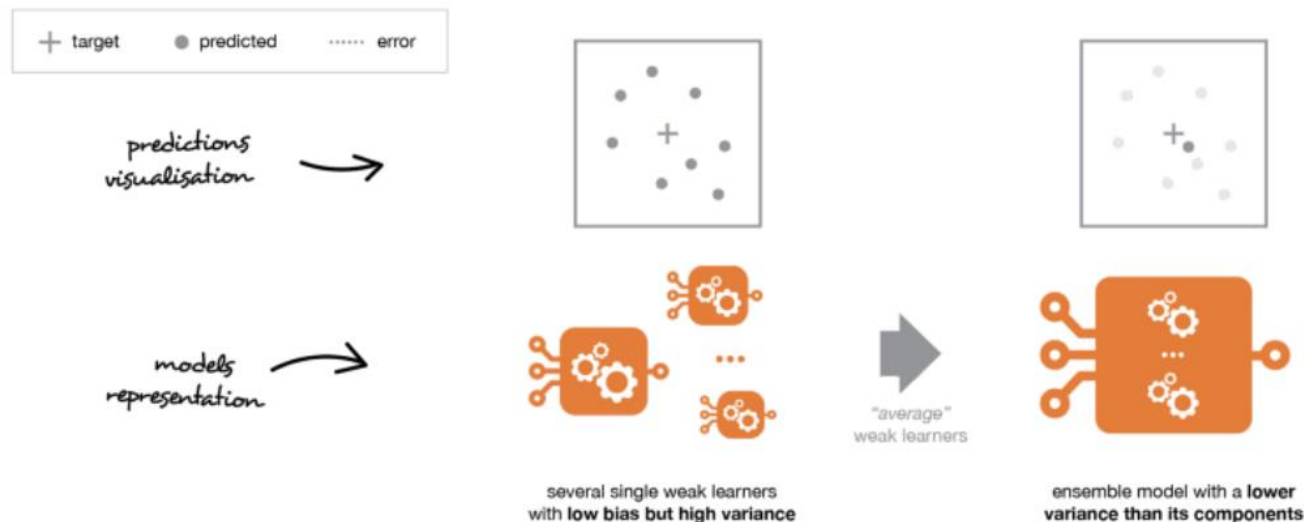 target predicted error
predictions
visualisation
models
representation
"average"
weak learners
several single weak learners
with low bias but high variance
ensemble model with a lower
variance than its components